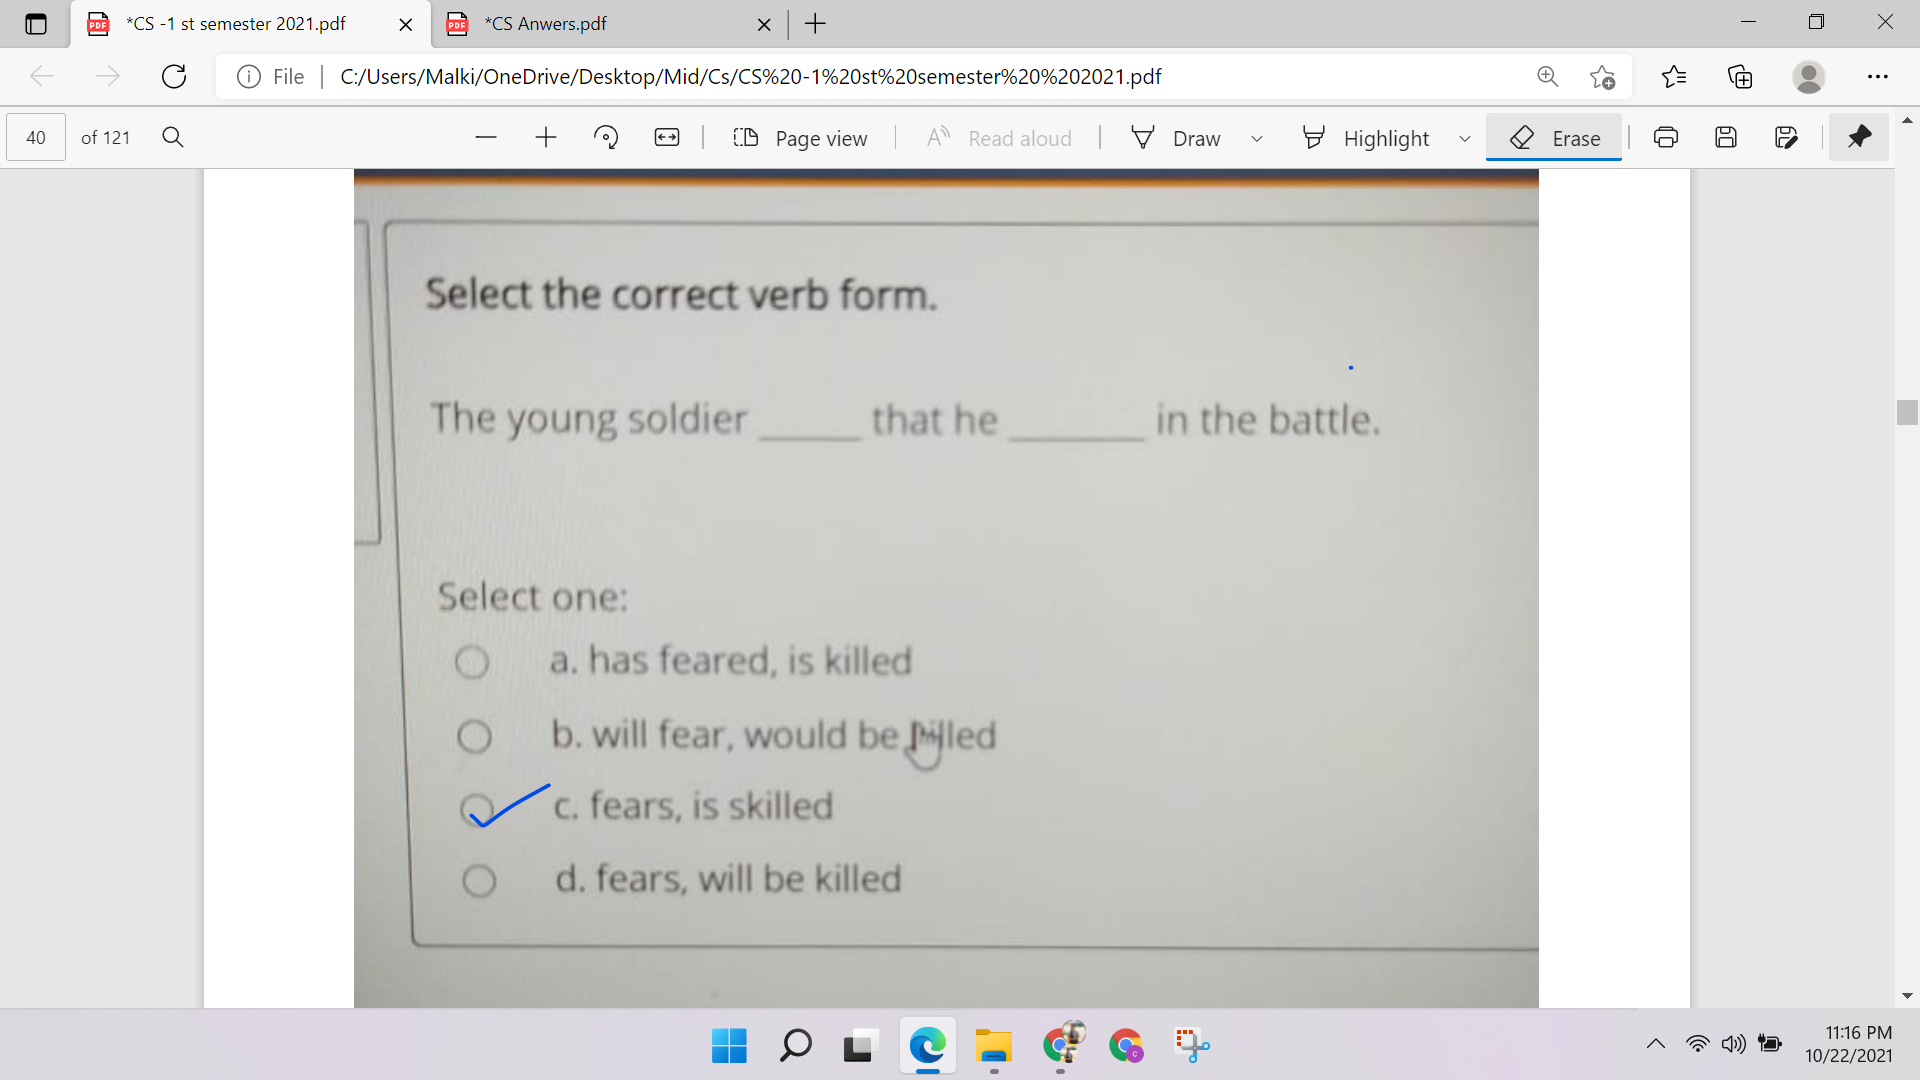 *CS -1 st semester 2021.pdf
*CS Anwers.pdf
File
C:/Users/Malki/OneDrive/Desktop/Mid/Cs/CS%20-1%20st%20semester%20%202021.pdf
40 of 121
Page view
Read aloud
Draw
Highlight
Erase
Select the correct verb form.
The young soldier _____ that he _______ in the battle.
Select one:
a. has feared, is killed
b. will fear, would be killed
c. fears, is skilled
d. fears, will be killed
11:16 PM
10/22/2021